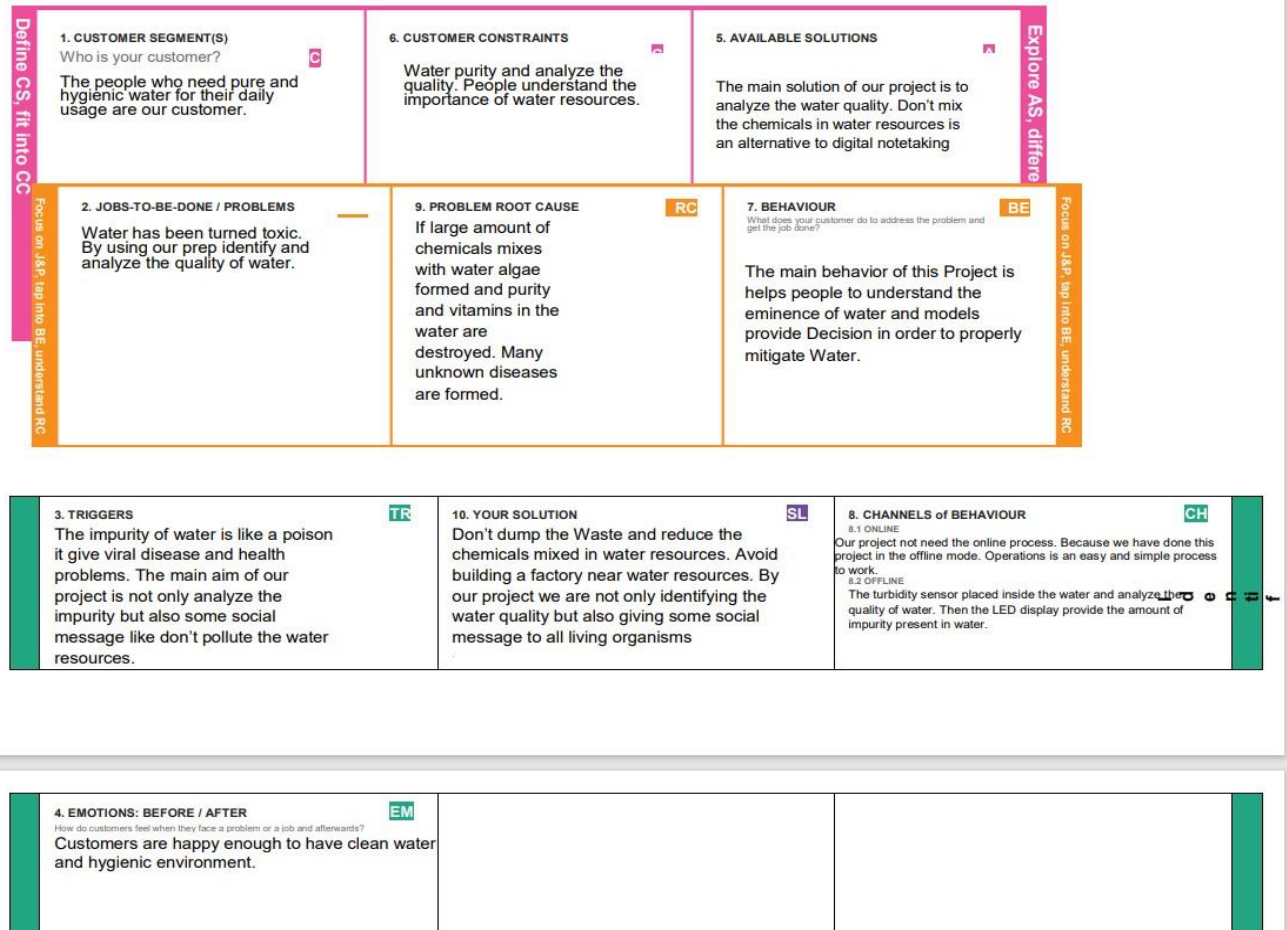 Define CS, fit into CC
1. CUSTOMER SEGMENT(S)
Who is your customer?
C
The people who need pure and
hygienic water for their daily
usage are our customer.
6. CUSTOMER CONSTRAINTS
Water purity and analyze the
quality. People understand the
importance of water resources.
5. AVAILABLE SOLUTIONS
The main solution of our project is to
analyze the water quality. Don't mix
the chemicals in water resources is
an alternative to digital notetaking
Explore AS, differe
Focus on J&P, tap into BE, understand RC
2. JOBS-TO-BE-DONE / PROBLEMS
Water has been turned toxic.
By using our prep identify and
analyze the quality of water.
9. PROBLEM ROOT CAUSE
RC
If large amount of
chemicals mixes
with water algae
formed and purity
and vitamins in the
water are
destroyed. Many
unknown diseases
are formed.
7. BEHAVIOUR
BE
What does your customer do to address the problem and
get the job done?
The main behavior of this Project is
helps people to understand the
eminence of water and models
provide Decision in order to properly
mitigate Water.
Focus on J&P, tap into BE, understand RC
3. TRIGGERS
TR
The impurity of water is like a poison
it give viral disease and health
problems. The main aim of our
project is not only analyze the
impurity but also some social
message like don't pollute the water
resources.
10. YOUR SOLUTION
SL
Don't dump the Waste and reduce the
chemicals mixed in water resources. Avoid
building a factory near water resources. By
our project we are not only identifying the
water quality but also giving some social
message to all living organisms
8. CHANNELS of BEHAVIOUR
CH
8.1 ONLINE
Our project not need the online process. Because we have done this
project in the offline mode. Operations is an easy and simple process
to work.
8.2 OFFLINE
The turbidity sensor placed inside the water and analyze the
quality of water. Then the LED display provide the amount of
impurity present in water.
4. EMOTIONS: BEFORE / AFTER
EM
How do customers feel when they face a problem or a job and afterwards?
Customers are happy enough to have clean water
and hygienic environment.